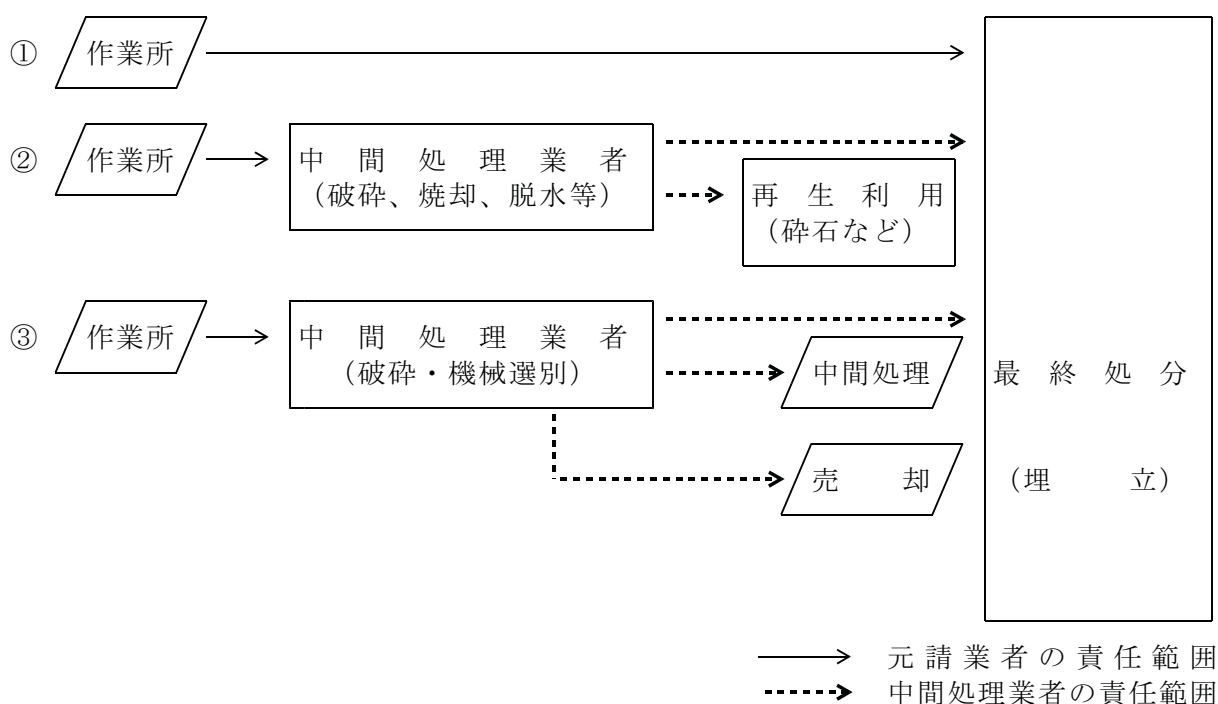 ① 作業所
② 作業所
中間処理業者
（破砕、焼却、脱水等）
再生利用
（砕石など）
③ 作業所
中間処理業者
（破砕・機械選別）
中間処理
売却
最終処分
（埋立）
元請業者の責任範囲
中間処理業者の責任範囲